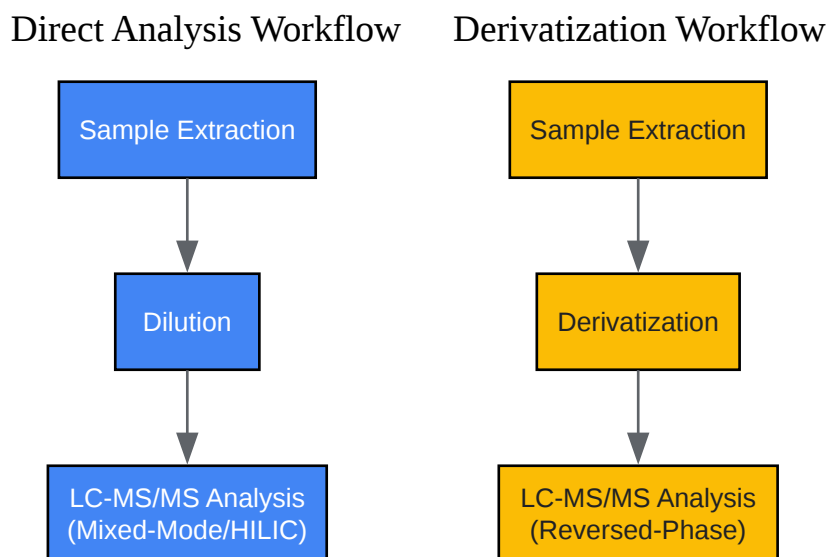 Direct Analysis Workflow
Sample Extraction
Dilution
LC-MS/MS Analysis
(Mixed-Mode/HILIC)
Derivatization Workflow
Sample Extraction
Derivatization
LC-MS/MS Analysis
(Reversed-Phase)